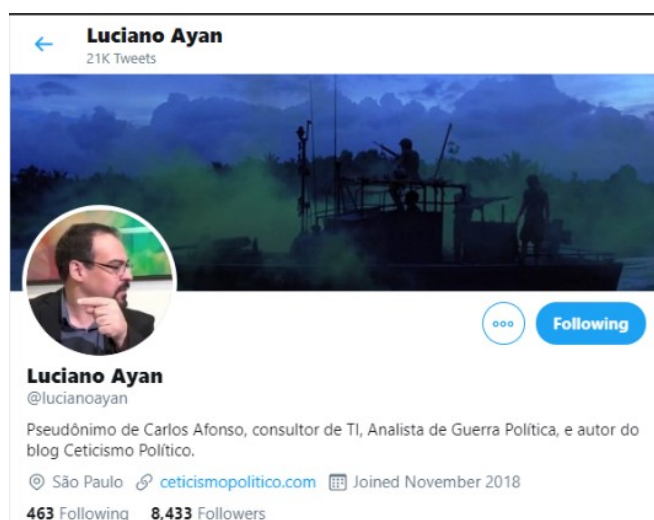 Luciano Ayan
21K Tweets
Following
Luciano Ayan
@lucianoayan
Pseudônimo de Carlos Afonso, consultor de TI, Analista de Guerra Política, e autor do
blog Ceticismo Político.
São Paulo ceticismopolitico.com Joined November 2018
463 Following 8,433 Followers